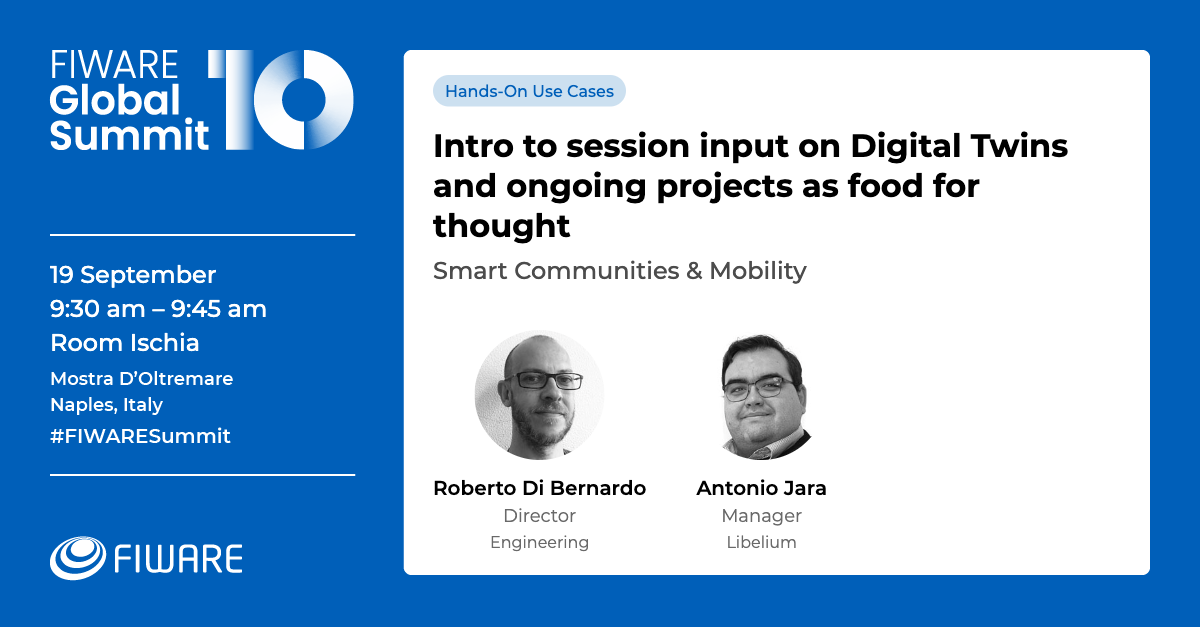 FIWARE
Global
Summit
10
19 September
9:30 am – 9:45 am
Room Ischia
Mostra D’Oltremare
Naples, Italy
#FIWARESummit
FIWARE
Hands-On Use Cases
Intro to session input on Digital Twins
and ongoing projects as food for
thought
Smart Communities & Mobility
Roberto Di Bernardo
Director
Engineering
Antonio Jara
Manager
Libelium